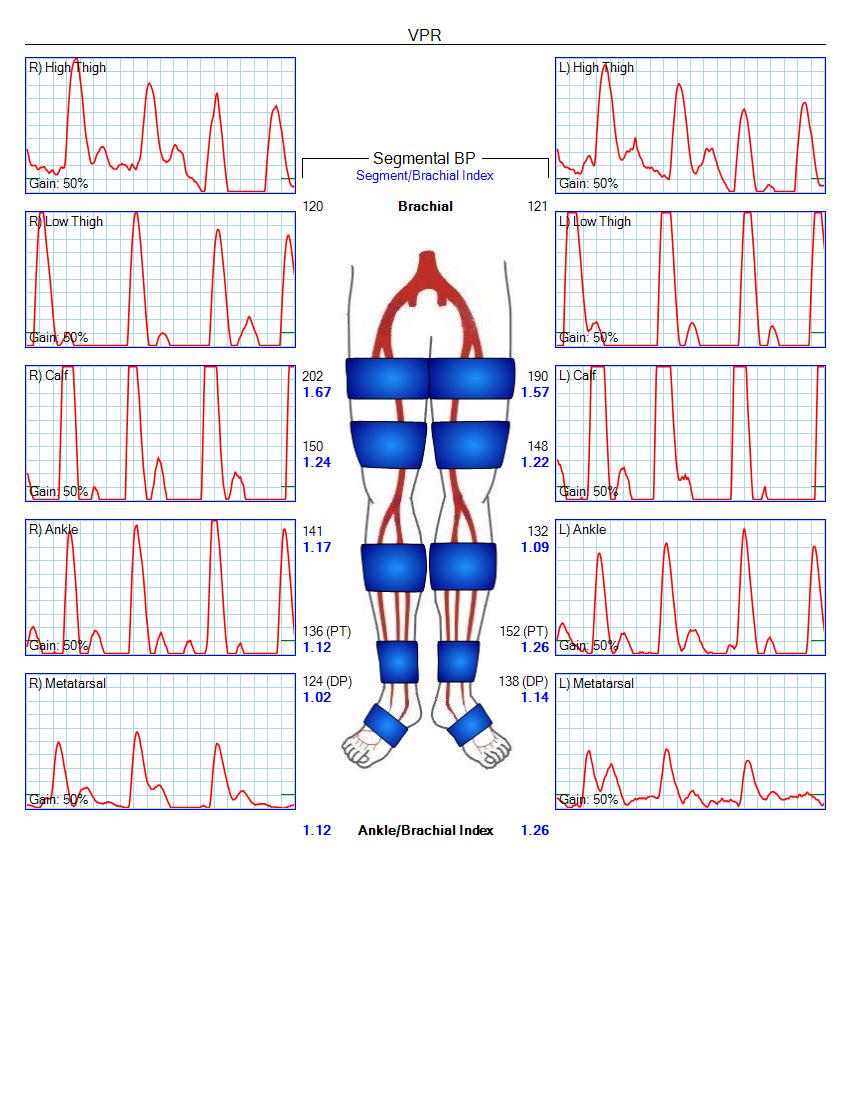 VPR
R) High Thigh
Gain: 50%
L) High Thigh
Gain: 50%
Segmental BP
Segment/Brachial Index
120 Brachial 121
R) Low Thigh
Gain: 50%
L) Low Thigh
Gain: 50%
R) Calf
Gain: 50%
202
1.67
190
1.57
L) Calf
Gain: 50%
150
1.24
148
1.22
R) Ankle
Gain: 50%
141
1.17
132
1.09
L) Ankle
Gain: 50%
136 (PT)
1.12
152 (PT)
1.26
R) Metatarsal
Gain: 50%
124 (DP)
1.02
138 (DP)
1.14
L) Metatarsal
Gain: 50%
1.12 Ankle/Brachial Index 1.26